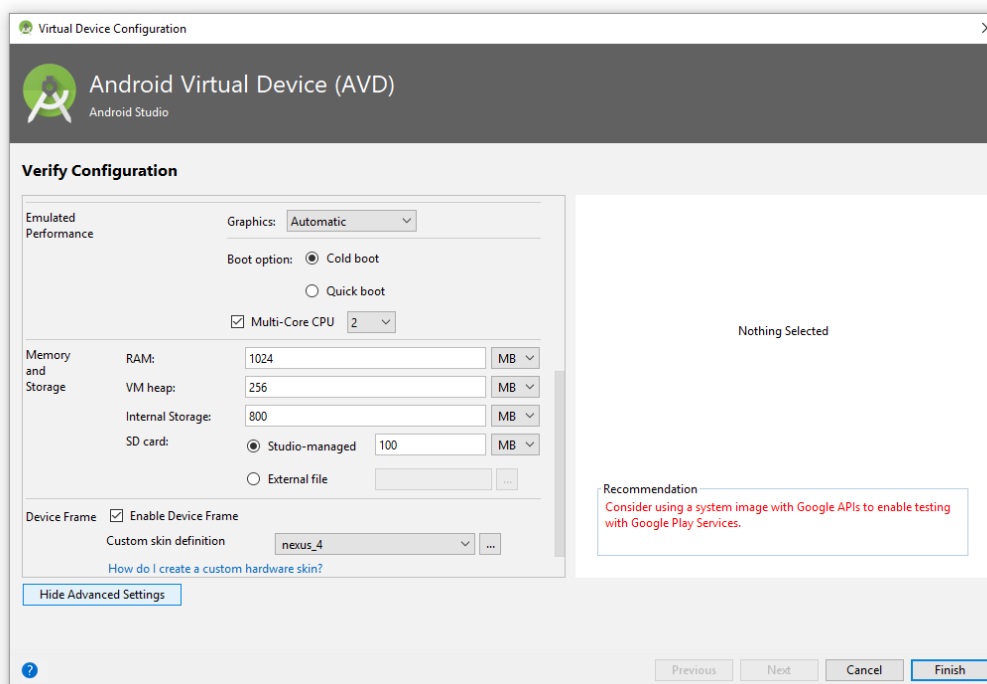 Virtual Device Configuration
Android Virtual Device (AVD)
Android Studio
Verify Configuration
Emulated
Performance
Graphics: Automatic
Boot option: Cold boot
Quick boot
Multi-Core CPU 2
Memory
and
Storage
RAM: 1024 MB
VM heap: 256 MB
Internal Storage: 800 MB
SD card: Studio-managed 100 MB
External file ...
Device Frame Enable Device Frame
Custom skin definition nexus_4 ...
How do I create a custom hardware skin?
Hide Advanced Settings
Nothing Selected
Recommendation
Consider using a system image with Google APIs to enable testing
with Google Play Services.
? Previous Next Cancel Finish